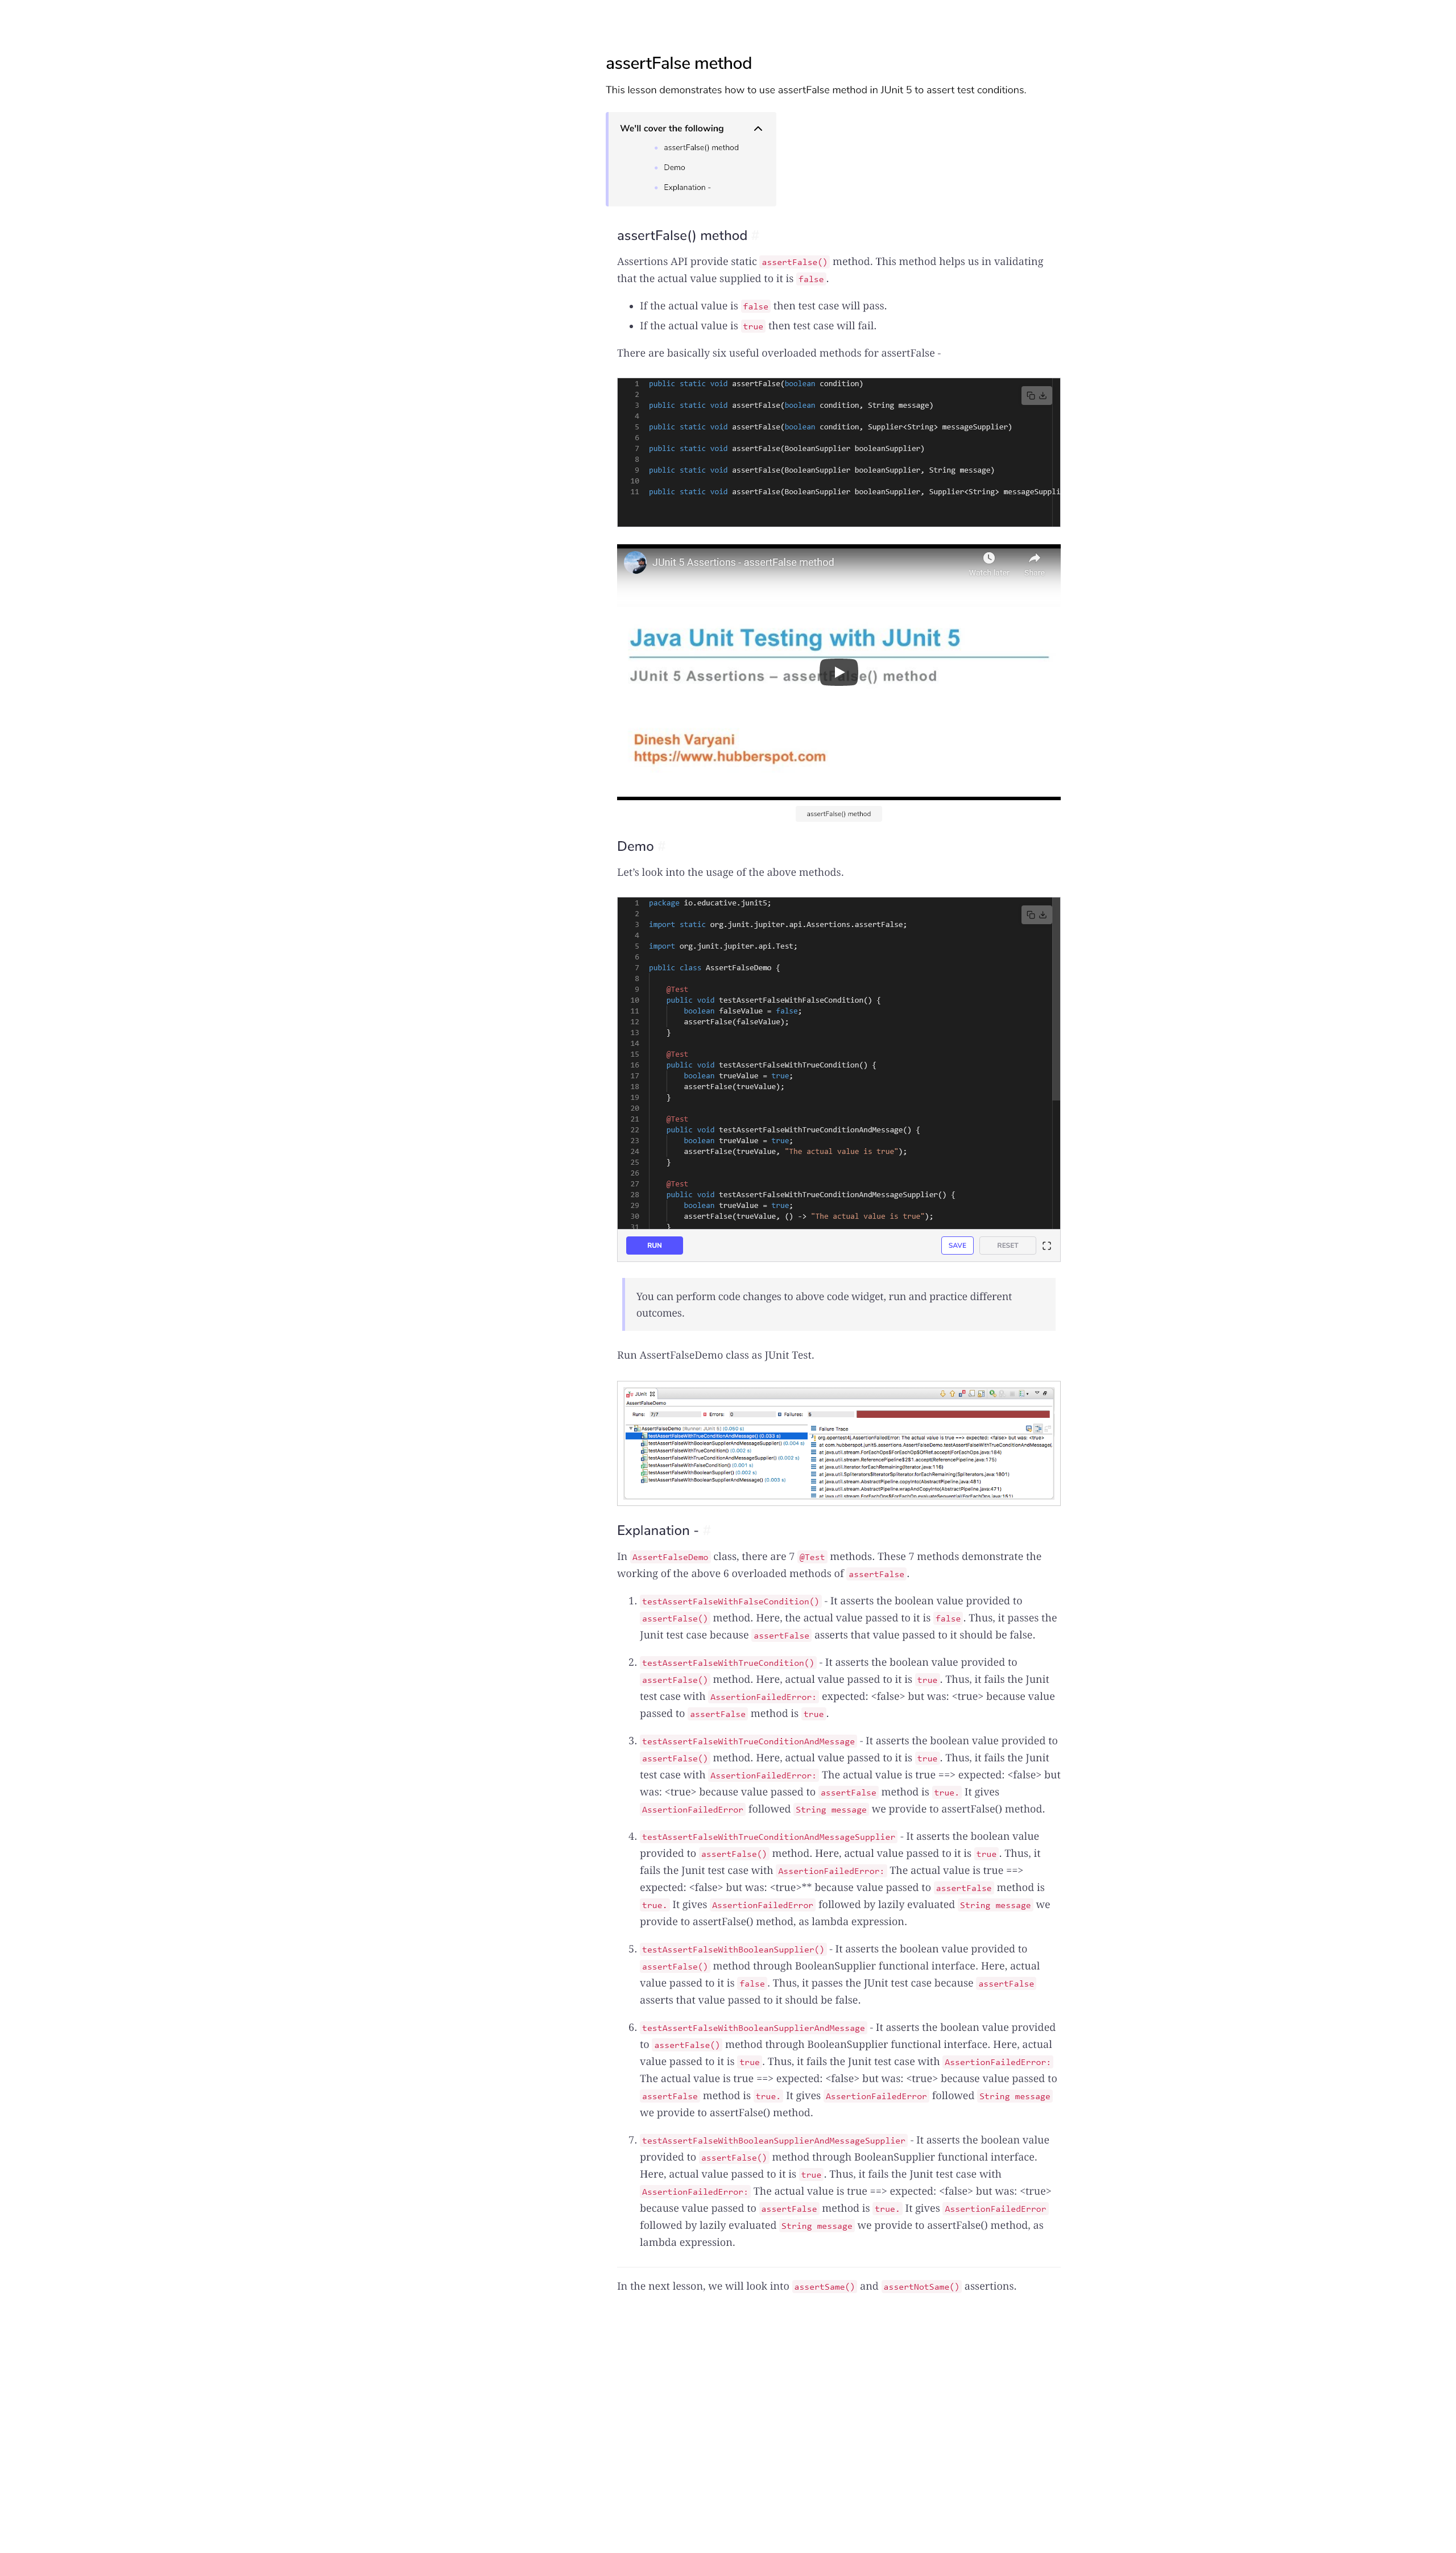 assertFalse method
This lesson demonstrates how to use assertFalse method in JUnit 5 to assert test conditions.
We'll cover the following
assertFalse() method
Demo
Explanation -
assertFalse() method #
Assertions API provide static assertFalse() method. This method helps us in validating
that the actual value supplied to it is false.
• If the actual value is false then test case will pass.
• If the actual value is true then test case will fail.
There are basically six useful overloaded methods for assertFalse -
1 public static void assertFalse(boolean condition)
2
3 public static void assertFalse(boolean condition, String message)
4
5 public static void assertFalse(boolean condition, Supplier<String> messageSupplier)
6
7 public static void assertFalse(BooleanSupplier booleanSupplier)
8
9 public static void assertFalse(BooleanSupplier booleanSupplier, String message)
10
11 public static void assertFalse(BooleanSupplier booleanSupplier, Supplier<String> messageSuppli
JUnit 5 Assertions - assertFalse method
Watch later Share
Java Unit Testing with JUnit 5
JUnit 5 Assertions – assertFalse() method
Dinesh Varyani
https://www.hubberspot.com
assertFalse() method
Demo #
Let's look into the usage of the above methods.
1 package io.educative.junit5;
2
3 import static org.junit.jupiter.api.Assertions.assertFalse;
4
5 import org.junit.jupiter.api.Test;
6
7 public class AssertFalseDemo {
8
9 @Test
10 public void testAssertFalseWithFalseCondition() {
11 boolean falseValue = false;
12 assertFalse(falseValue);
13 }
14
15 @Test
16 public void testAssertFalseWithTrueCondition() {
17 boolean trueValue = true;
18 assertFalse(trueValue);
19 }
20
21 @Test
22 public void testAssertFalseWithTrueConditionAndMessage() {
23 boolean trueValue = true;
24 assertFalse(trueValue, "The actual value is true");
25 }
26
27 @Test
28 public void testAssertFalseWithTrueConditionAndMessageSupplier() {
29 boolean trueValue = true;
30 assertFalse(trueValue, () -> "The actual value is true");
31 }
RUN SAVE RESET
You can perform code changes to above code widget, run and practice different
outcomes.
Run AssertFalseDemo class as JUnit Test.
JUnit
AssertFalseDemo
Runs: 7/7 Errors: 0 Failures: 5
AssertFalseDemo [Runner: JUnit 5] (0.050 s)
testAssertFalseWithTrueConditionAndMessage() (0.033 s)
testAssertFalseWithBooleanSupplierAndMessageSupplier() (0.004 s)
testAssertFalseWithTrueCondition() (0.002 s)
testAssertFalseWithTrueConditionAndMessageSupplier() (0.002 s)
testAssertFalseWithFalseCondition() (0.001 s)
testAssertFalseWithBooleanSupplier() (0.002 s)
testAssertFalseWithBooleanSupplierAndMessage() (0.003 s)
Failure Trace
org.opentest4j.AssertionFailedError: The actual value is true ==> expected: <false> but was: <true>
at com.hubberspot.junit5.assertions.AssertFalseDemo.testAssertFalseWithTrueConditionAndMessage(
at java.util.stream.ForEachOps$ForEachOp$OfRef.accept(ForEachOps.java:184)
at java.util.stream.ReferencePipeline$2$1.accept(ReferencePipeline.java:175)
at java.util.Iterator.forEachRemaining(Iterator.java:116)
at java.util.Spliterators$IteratorSpliterator.forEachRemaining(Spliterators.java:1801)
at java.util.stream.AbstractPipeline.copyInto(AbstractPipeline.java:481)
at java.util.stream.AbstractPipeline.wrapAndCopyInto(AbstractPipeline.java:471)
at java.util.stream.ForEachOps$ForEachOp.evaluateSequential(ForEachOps.java:151)
Explanation - #
In AssertFalseDemo class, there are 7 @Test methods. These 7 methods demonstrate the
working of the above 6 overloaded methods of assertFalse.
1. testAssertFalseWithFalseCondition() - It asserts the boolean value provided to
assertFalse() method. Here, the actual value passed to it is false. Thus, it passes the
Junit test case because assertFalse asserts that value passed to it should be false.
2. testAssertFalseWithTrueCondition() - It asserts the boolean value provided to
assertFalse() method. Here, actual value passed to it is true. Thus, it fails the Junit
test case with AssertionFailedError: expected: <false> but was: <true> because value
passed to assertFalse method is true.
3. testAssertFalseWithTrueConditionAndMessage - It asserts the boolean value provided to
assertFalse() method. Here, actual value passed to it is true. Thus, it fails the Junit
test case with AssertionFailedError: The actual value is true ==> expected: <false> but
was: <true> because value passed to assertFalse method is true. It gives
AssertionFailedError followed String message we provide to assertFalse() method.
4. testAssertFalseWithTrueConditionAndMessageSupplier - It asserts the boolean value
provided to assertFalse() method. Here, actual value passed to it is true. Thus, it
fails the Junit test case with AssertionFailedError: The actual value is true ==>
expected: <false> but was: <true>** because value passed to assertFalse method is
true. It gives AssertionFailedError followed by lazily evaluated String message we
provide to assertFalse() method, as lambda expression.
5. testAssertFalseWithBooleanSupplier() - It asserts the boolean value provided to
assertFalse() method through BooleanSupplier functional interface. Here, actual
value passed to it is false. Thus, it passes the JUnit test case because assertFalse
asserts that value passed to it should be false.
6. testAssertFalseWithBooleanSupplierAndMessage - It asserts the boolean value provided
to assertFalse() method through BooleanSupplier functional interface. Here, actual
value passed to it is true. Thus, it fails the Junit test case with AssertionFailedError:
The actual value is true ==> expected: <false> but was: <true> because value passed to
assertFalse method is true. It gives AssertionFailedError followed String message
we provide to assertFalse() method.
7. testAssertFalseWithBooleanSupplierAndMessageSupplier - It asserts the boolean value
provided to assertFalse() method through BooleanSupplier functional interface.
Here, actual value passed to it is true. Thus, it fails the Junit test case with
AssertionFailedError: The actual value is true ==> expected: <false> but was: <true>
because value passed to assertFalse method is true. It gives AssertionFailedError
followed by lazily evaluated String message we provide to assertFalse() method, as
lambda expression.
In the next lesson, we will look into assertSame() and assertNotSame() assertions.